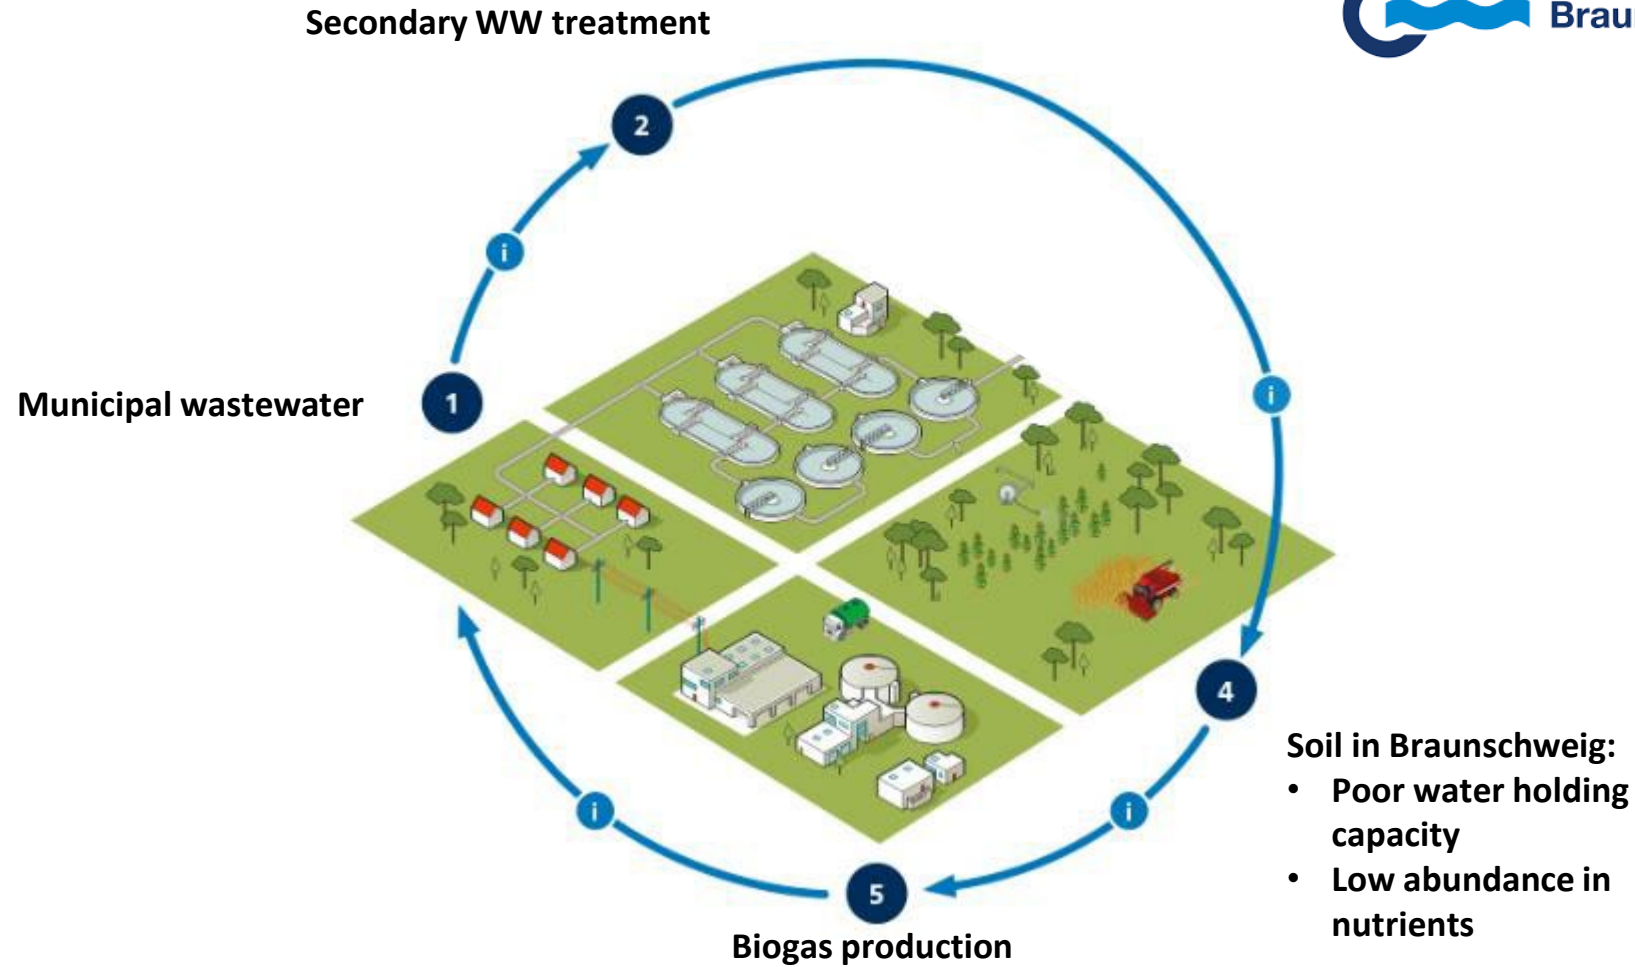 Secondary WW treatment
Brau
2
i
1
Municipal wastewater
i
4
Soil in Braunschweig:
• Poor water holding
capacity
• Low abundance in
nutrients
i
i
5
Biogas production